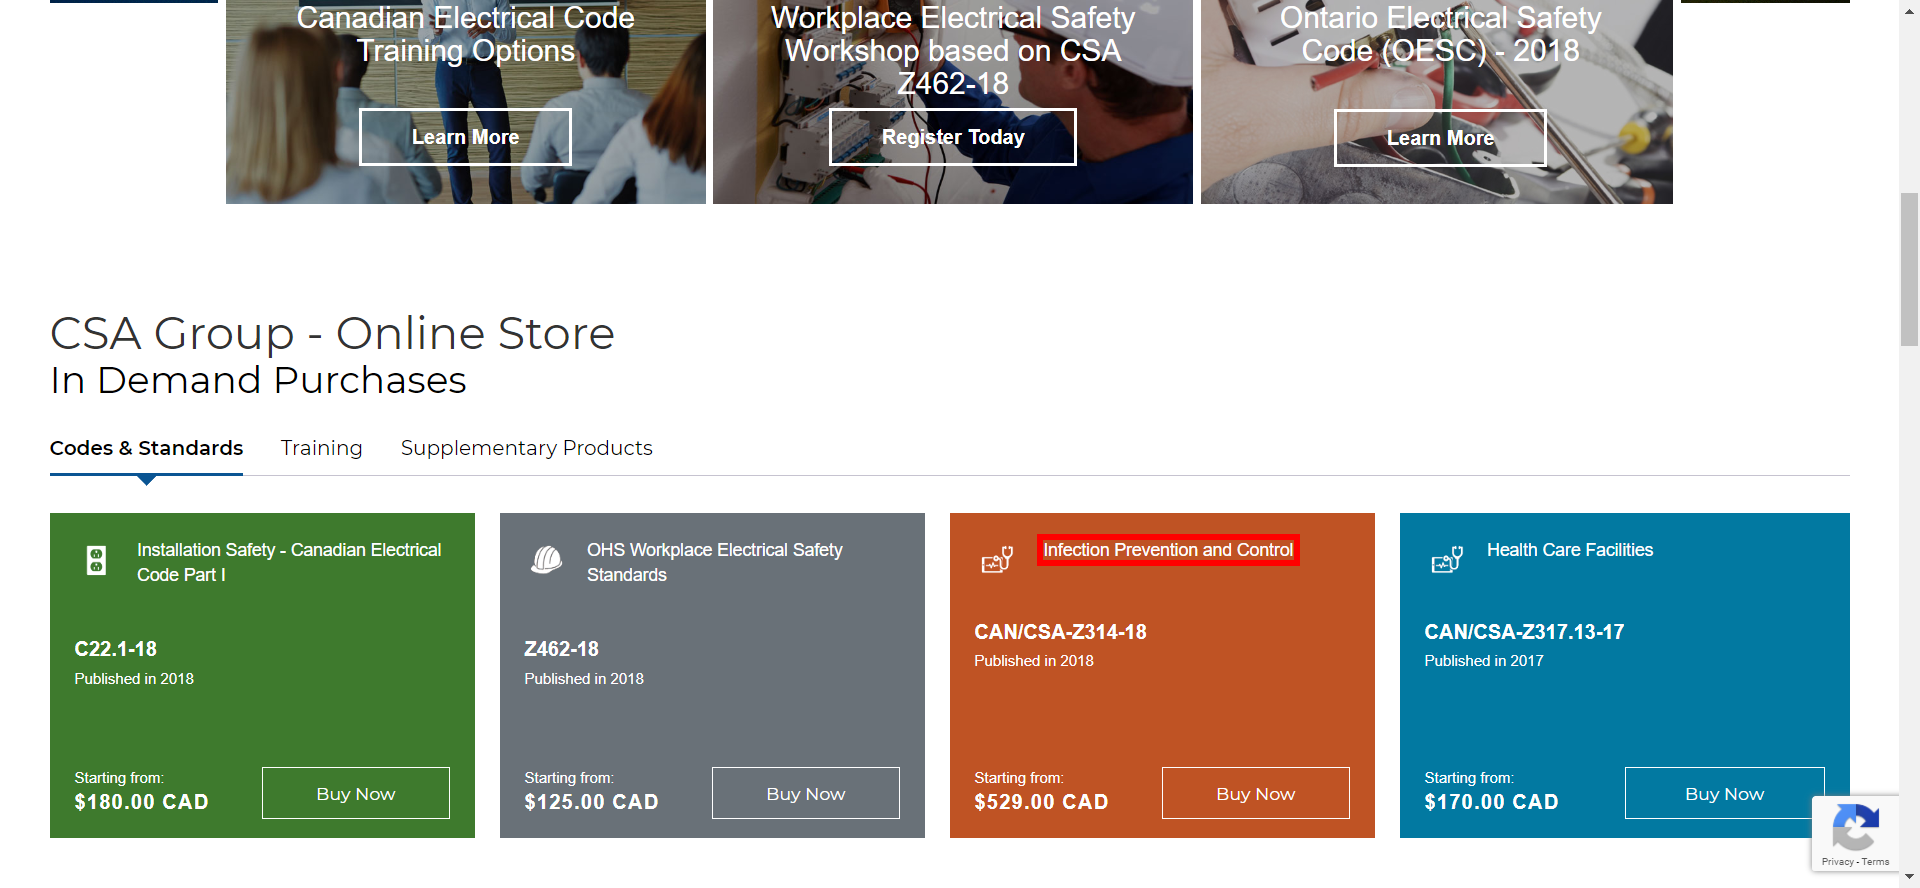 Canadian Electrical Code
Training Options
Learn More
Workplace Electrical Safety
Workshop based on CSA
Z462-18
Register Today
Ontario Electrical Safety
Code (OESC) - 2018
Learn More
CSA Group - Online Store
In Demand Purchases
Codes & Standards
Training
Supplementary Products
Installation Safety - Canadian Electrical
Code Part I
C22.1-18
Published in 2018
Starting from:
$180.00 CAD
Buy Now
OHS Workplace Electrical Safety
Standards
Z462-18
Published in 2018
Starting from:
$125.00 CAD
Buy Now
Infection Prevention and Control
CAN/CSA-Z314-18
Published in 2018
Starting from:
$529.00 CAD
Buy Now
Health Care Facilities
CAN/CSA-Z317.13-17
Published in 2017
Starting from:
$170.00 CAD
Buy Now
Privacy - Terms